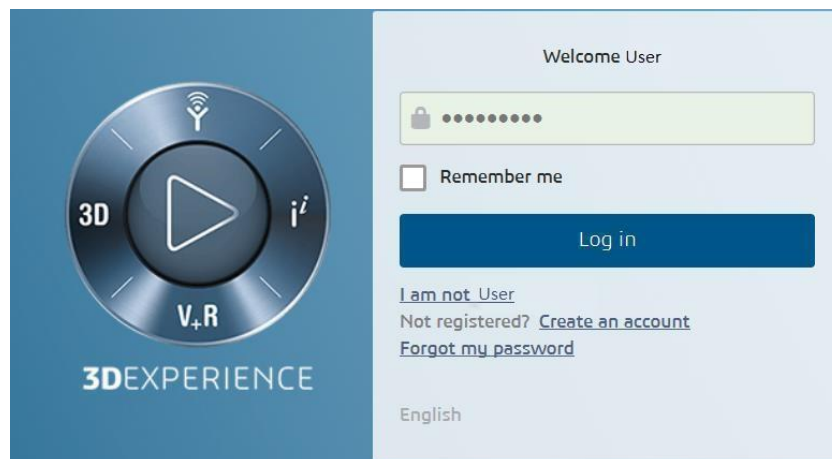 3D
i i
V+R
3DEXPERIENCE
Welcome User
•••••••••
Remember me
Log in
I am not User
Not registered? Create an account
Forgot my password
English